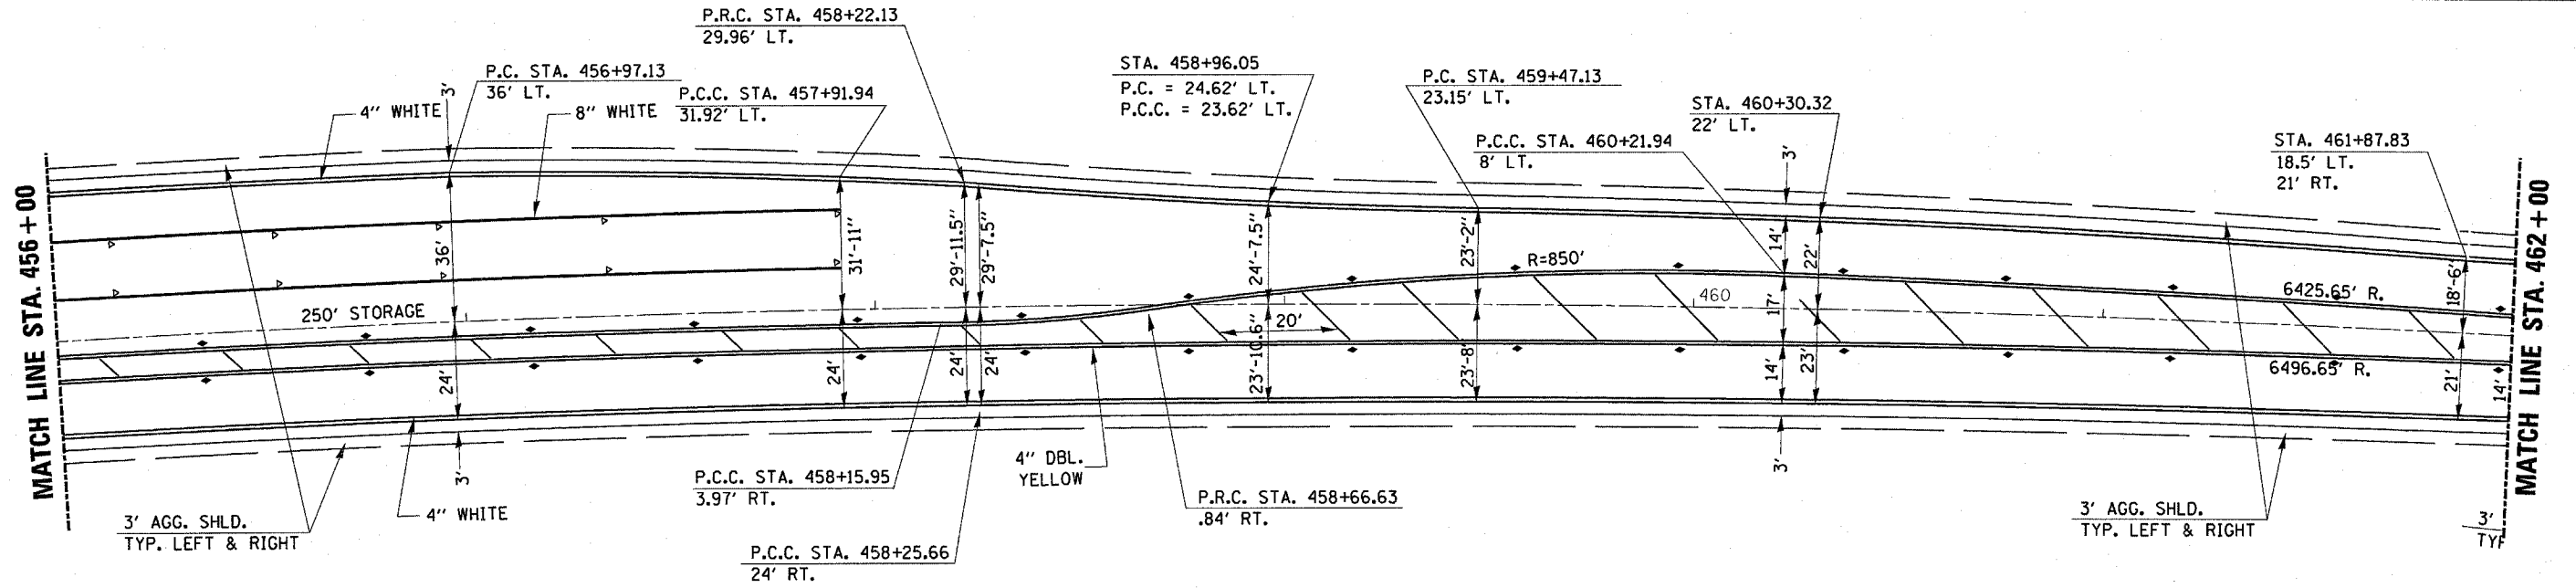 P.R.C. STA. 458+22.13
29.96' LT.
P.C. STA. 456+97.13
36' LT.
P.C.C. STA. 457+91.94
31.92' LT.
STA. 458+96.05
P.C. = 24.62' LT.
P.C.C. = 23.62' LT.
P.C. STA. 459+47.13
23.15' LT.
STA. 460+30.32
22' LT.
P.C.C. STA. 460+21.94
8' LT.
STA. 461+87.83
18.5' LT.
21' RT.
4" WHITE
3'
8" WHITE
3'
MATCH LINE STA. 456+00
36'
31'-11"
29'-11.5"
29'-7.5"
24'-7.5"
23'-2"
14'
22'
18'-6"
MATCH LINE STA. 462+00
R=850'
250' STORAGE
460
6425.65' R.
20'
17'
24'
24'
24'
24'
23'-10.6"
23'-8"
14'
23'
6496.65' R.
21'
14'
3'
3'
4" DBL.
YELLOW
P.C.C. STA. 458+15.95
3.97' RT.
P.R.C. STA. 458+66.63
.84' RT.
3' AGG. SHLD.
TYP. LEFT & RIGHT
4" WHITE
3' AGG. SHLD.
TYP. LEFT & RIGHT
3'
TYP
P.C.C. STA. 458+25.66
24' RT.